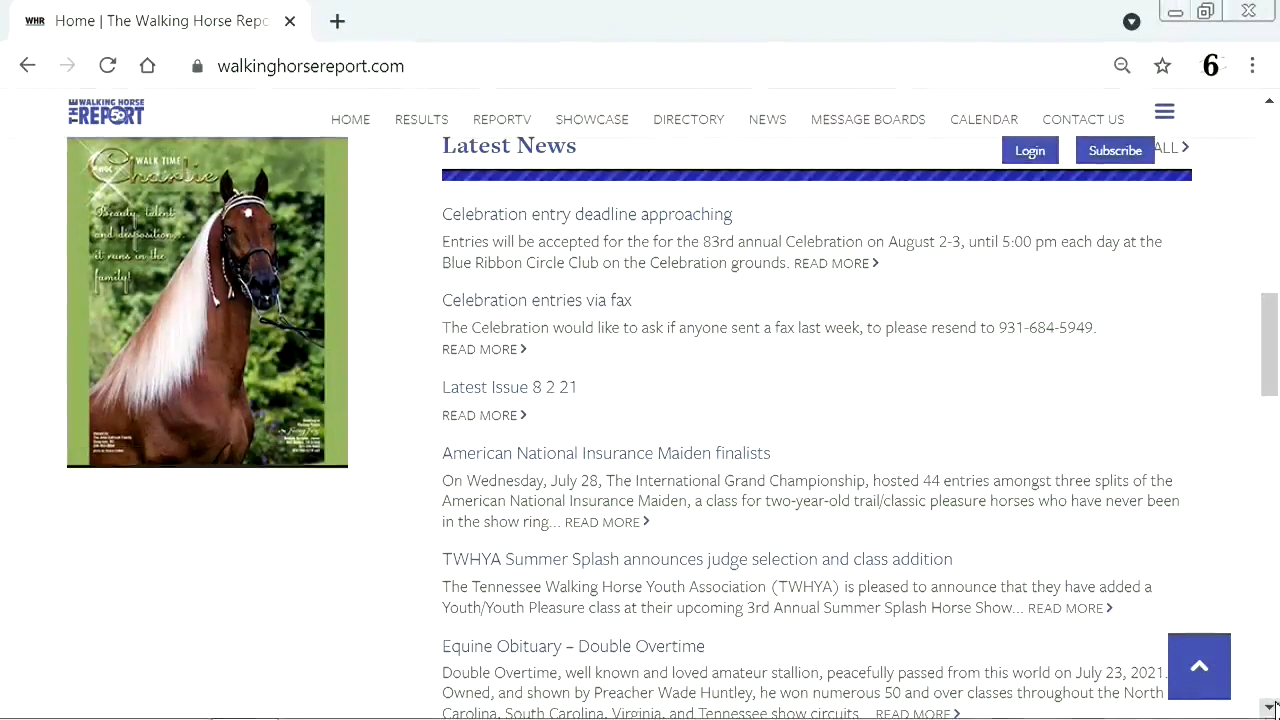 WHR Home | The Walking Horse Repo
walkinghorsereport.com
6
THE WALKING HORSE REPORT 50
HOME RESULTS REPORTV SHOWCASE DIRECTORY NEWS MESSAGE BOARDS CALENDAR CONTACT US
Latest News
Login Subscribe ALL
WALK TIME
Charlie
Beauty, talent
and disposition,
it runs in the
family!
Celebration entry deadline approaching
Entries will be accepted for the for the 83rd annual Celebration on August 2-3, until 5:00 pm each day at the
Blue Ribbon Circle Club on the Celebration grounds. READ MORE
Celebration entries via fax
The Celebration would like to ask if anyone sent a fax last week, to please resend to 931-684-5949.
READ MORE
Latest Issue 8 2 21
READ MORE
American National Insurance Maiden finalists
On Wednesday, July 28, The International Grand Championship, hosted 44 entries amongst three splits of the
American National Insurance Maiden, a class for two-year-old trail/classic pleasure horses who have never been
in the show ring... READ MORE
TWHYA Summer Splash announces judge selection and class addition
The Tennessee Walking Horse Youth Association (TWHYA) is pleased to announce that they have added a
Youth/Youth Pleasure class at their upcoming 3rd Annual Summer Splash Horse Show... READ MORE
Equine Obituary – Double Overtime
Double Overtime, well known and loved amateur stallion, peacefully passed from this world on July 23, 2021.
Owned, and shown by Preacher Wade Huntley, he won numerous 50 and over classes throughout the North
Carolina, South Carolina, Virginia, and Tennessee show circuits... READ MORE